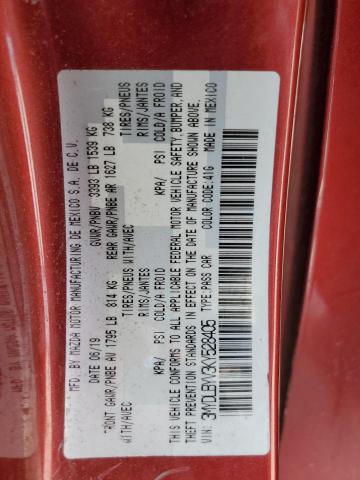 MFD. BY MAZDA MOTOR MANUFACTURING DE MEXICO S.A. DE C.V.
DATE: 06/19 GVWR/PNBV 3393 LB 1539 KG
FRONT GAWR/PNBE AV 1795 LB 814 KG REAR GAWR/PNBE AR 1627 LB 738 KG
WITH/AVEC TIRES/PNEUS WITH/AVEC TIRES/PNEUS
RIMS/JANTES RIMS/JANTES
KPA/ PSI COLD/A FROID KPA/ PSI COLD/A FROID
THIS VEHICLE CONFORMS TO ALL APPLICABLE FEDERAL MOTOR VEHICLE SAFETY, BUMPER, AND
THEFT PREVENTION STANDARDS IN EFFECT ON THE DATE OF MANUFACTURE SHOWN ABOVE.
VIN: 3MYDLBYV3KY528405 TYPE: PASS CAR COLOR CODE: 41G MADE IN MEXICO